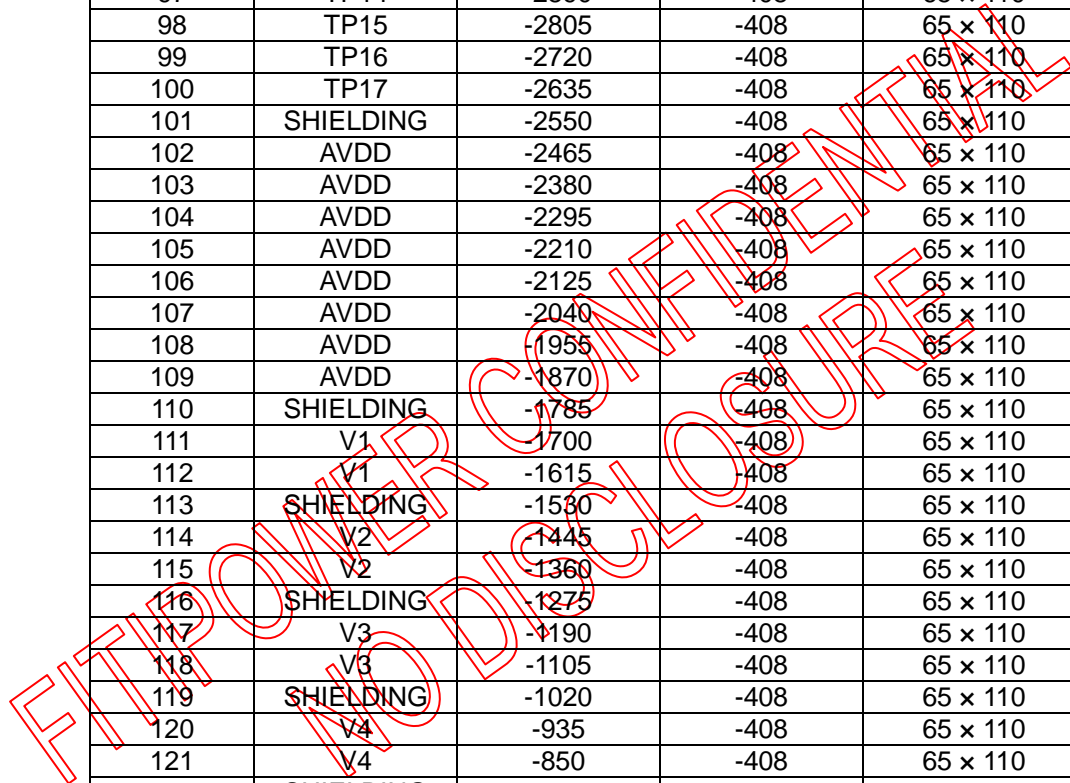 98 TP15 -2805 -408 65 × 110
99 TP16 -2720 -408 65 × 110
100 TP17 -2635 -408 65 × 110
101 SHIELDING -2550 -408 65 × 110
102 AVDD -2465 -408 65 × 110
103 AVDD -2380 -408 65 × 110
104 AVDD -2295 -408 65 × 110
105 AVDD -2210 -408 65 × 110
106 AVDD -2125 -408 65 × 110
107 AVDD -2040 -408 65 × 110
108 AVDD -1955 -408 65 × 110
109 AVDD -1870 -408 65 × 110
110 SHIELDING -1785 -408 65 × 110
111 V1 -1700 -408 65 × 110
112 V1 -1615 -408 65 × 110
113 SHIELDING -1530 -408 65 × 110
114 V2 -1445 -408 65 × 110
115 V2 -1360 -408 65 × 110
116 SHIELDING -1275 -408 65 × 110
117 V3 -1190 -408 65 × 110
118 V3 -1105 -408 65 × 110
119 SHIELDING -1020 -408 65 × 110
120 V4 -935 -408 65 × 110
121 V4 -850 -408 65 × 110
FITIPOWER CONFIDENTIAL
NO DISCLOSURE